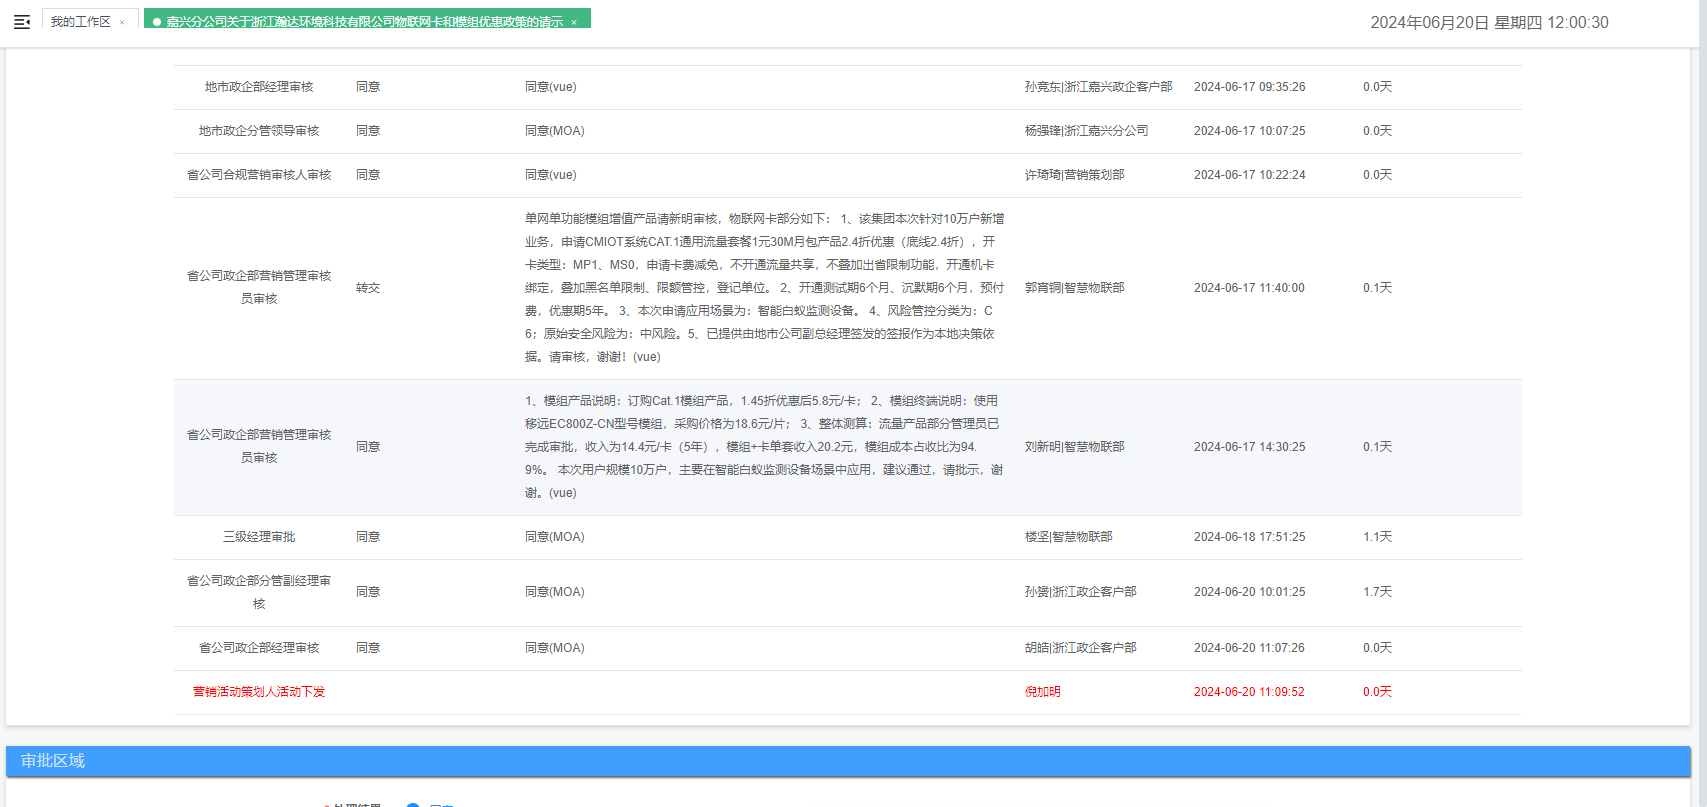 我的工作区 ×
嘉兴分公司关于浙江瀚达环境科技有限公司物联网卡和模组优惠政策的请示 ×
2024年06月20日 星期四 12:00:30
地市政企部经理审核 同意 同意(vue) 孙竞东|浙江嘉兴政企客户部 2024-06-17 09:35:26 0.0天
地市政企分管领导审核 同意 同意(MOA) 杨强锋|浙江嘉兴分公司 2024-06-17 10:07:25 0.0天
省公司合规营销审核人审核 同意 同意(vue) 许琦琦|营销策划部 2024-06-17 10:22:24 0.0天
省公司政企部营销管理审核
员审核
转交
单网单功能模组增值产品请新明审核，物联网卡部分如下： 1、该集团本次针对10万户新增
业务，申请CMIOT系统CAT.1通用流量套餐1元30M月包产品2.4折优惠（底线2.4折），开
卡类型：MP1、MS0，申请卡费减免，不开通流量共享，不叠加出省限制功能，开通机卡
绑定，叠加黑名单限制、限额管控，登记单位。 2、开通测试期6个月、沉默期6个月，预付
费，优惠期5年。 3、本次申请应用场景为：智能白蚁监测设备。 4、风险管控分类为：C
6；原始安全风险为：中风险。5、已提供由地市公司副总经理签发的签报作为本地决策依
据。请审核，谢谢！(vue)
郭宵铜|智慧物联部 2024-06-17 11:40:00 0.1天
省公司政企部营销管理审核
员审核
同意
1、模组产品说明：订购Cat.1模组产品，1.45折优惠后5.8元/卡； 2、模组终端说明：使用
移远EC800Z-CN型号模组，采购价格为18.6元/片； 3、整体测算：流量产品部分管理员已
完成审批，收入为14.4元/卡（5年），模组+卡单套收入20.2元，模组成本占收比为94.
9%。 本次用户规模10万户，主要在智能白蚁监测设备场景中应用，建议通过，请批示，谢
谢。(vue)
刘新明|智慧物联部 2024-06-17 14:30:25 0.1天
三级经理审批 同意 同意(MOA) 楼坚|智慧物联部 2024-06-18 17:51:25 1.1天
省公司政企部分管副经理审
核
同意 同意(MOA) 孙赟|浙江政企客户部 2024-06-20 10:01:25 1.7天
省公司政企部经理审核 同意 同意(MOA) 胡皓|浙江政企客户部 2024-06-20 11:07:26 0.0天
营销活动策划人活动下发 倪加明 2024-06-20 11:09:52 0.0天
审批区域